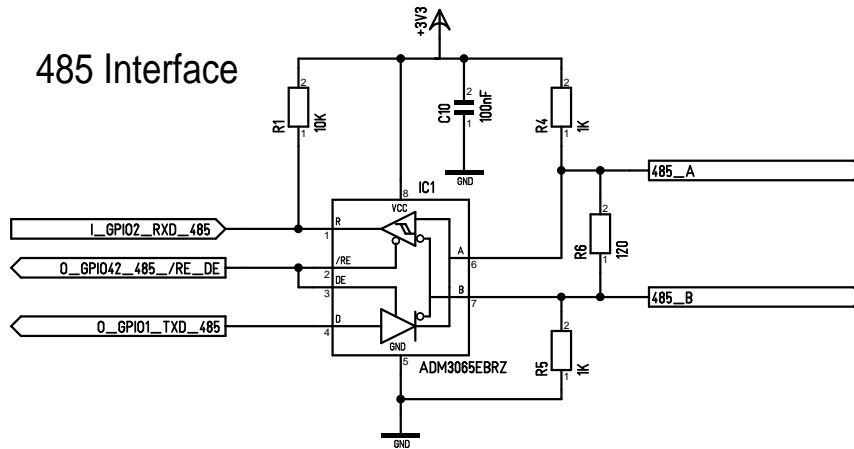 +3V3
485 Interface
2
R1
10K
1
2
C10
100nF
1
GND
2
R4
1K
1
IC1
8
VCC
485_A
I_GPIO2_RXD_485
1
R
2
R6
120
1
A
6
O_GPIO42_485_/RE_DE
/RE
2
DE
3
B
7
485_B
O_GPIO1_TXD_485
D
4
GND
5
ADM3065EBRZ
2
R5
1K
1
GND